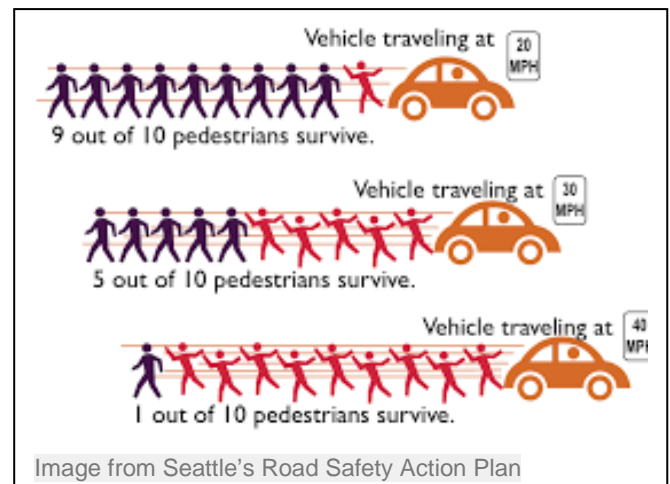 Vehicle traveling at 20 MPH
9 out of 10 pedestrians survive.
Vehicle traveling at 30 MPH
5 out of 10 pedestrians survive.
Vehicle traveling at 40 MP
1 out of 10 pedestrians survive.
Image from Seattle's Road Safety Action Plan